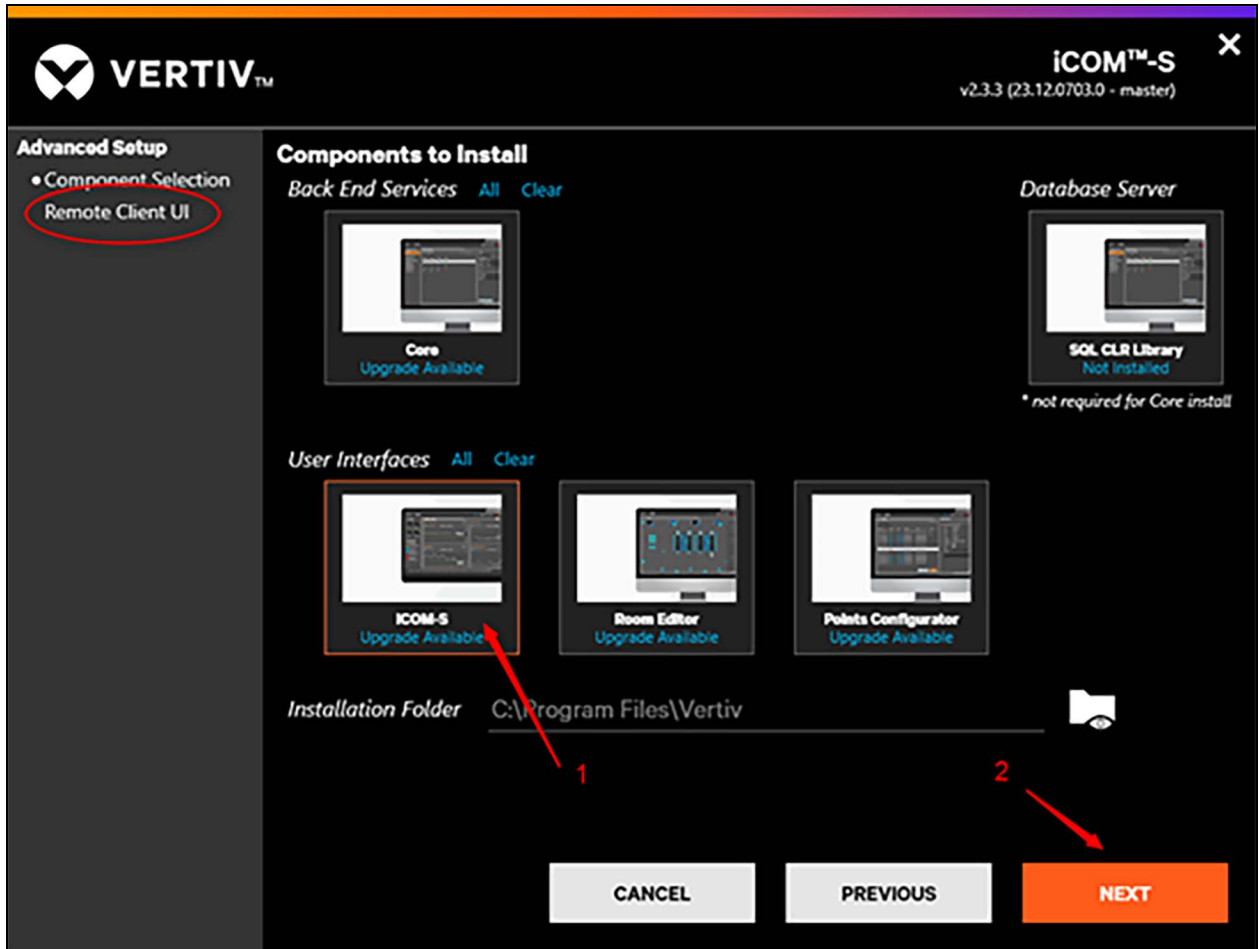 VERTIV™
iCOM™-S
v2.3.3 (23.12.0703.0 - master)
Advanced Setup
• Component Selection
Remote Client UI
Components to Install
Back End Services All Clear
Database Server
Core
Upgrade Available
SQL CLR Library
Not Installed
* not required for Core install
User Interfaces All Clear
iCOM-S
Upgrade Available
Room Editor
Upgrade Available
Points Configurator
Upgrade Available
Installation Folder C:\Program Files\Vertiv
1
2
CANCEL
PREVIOUS
NEXT